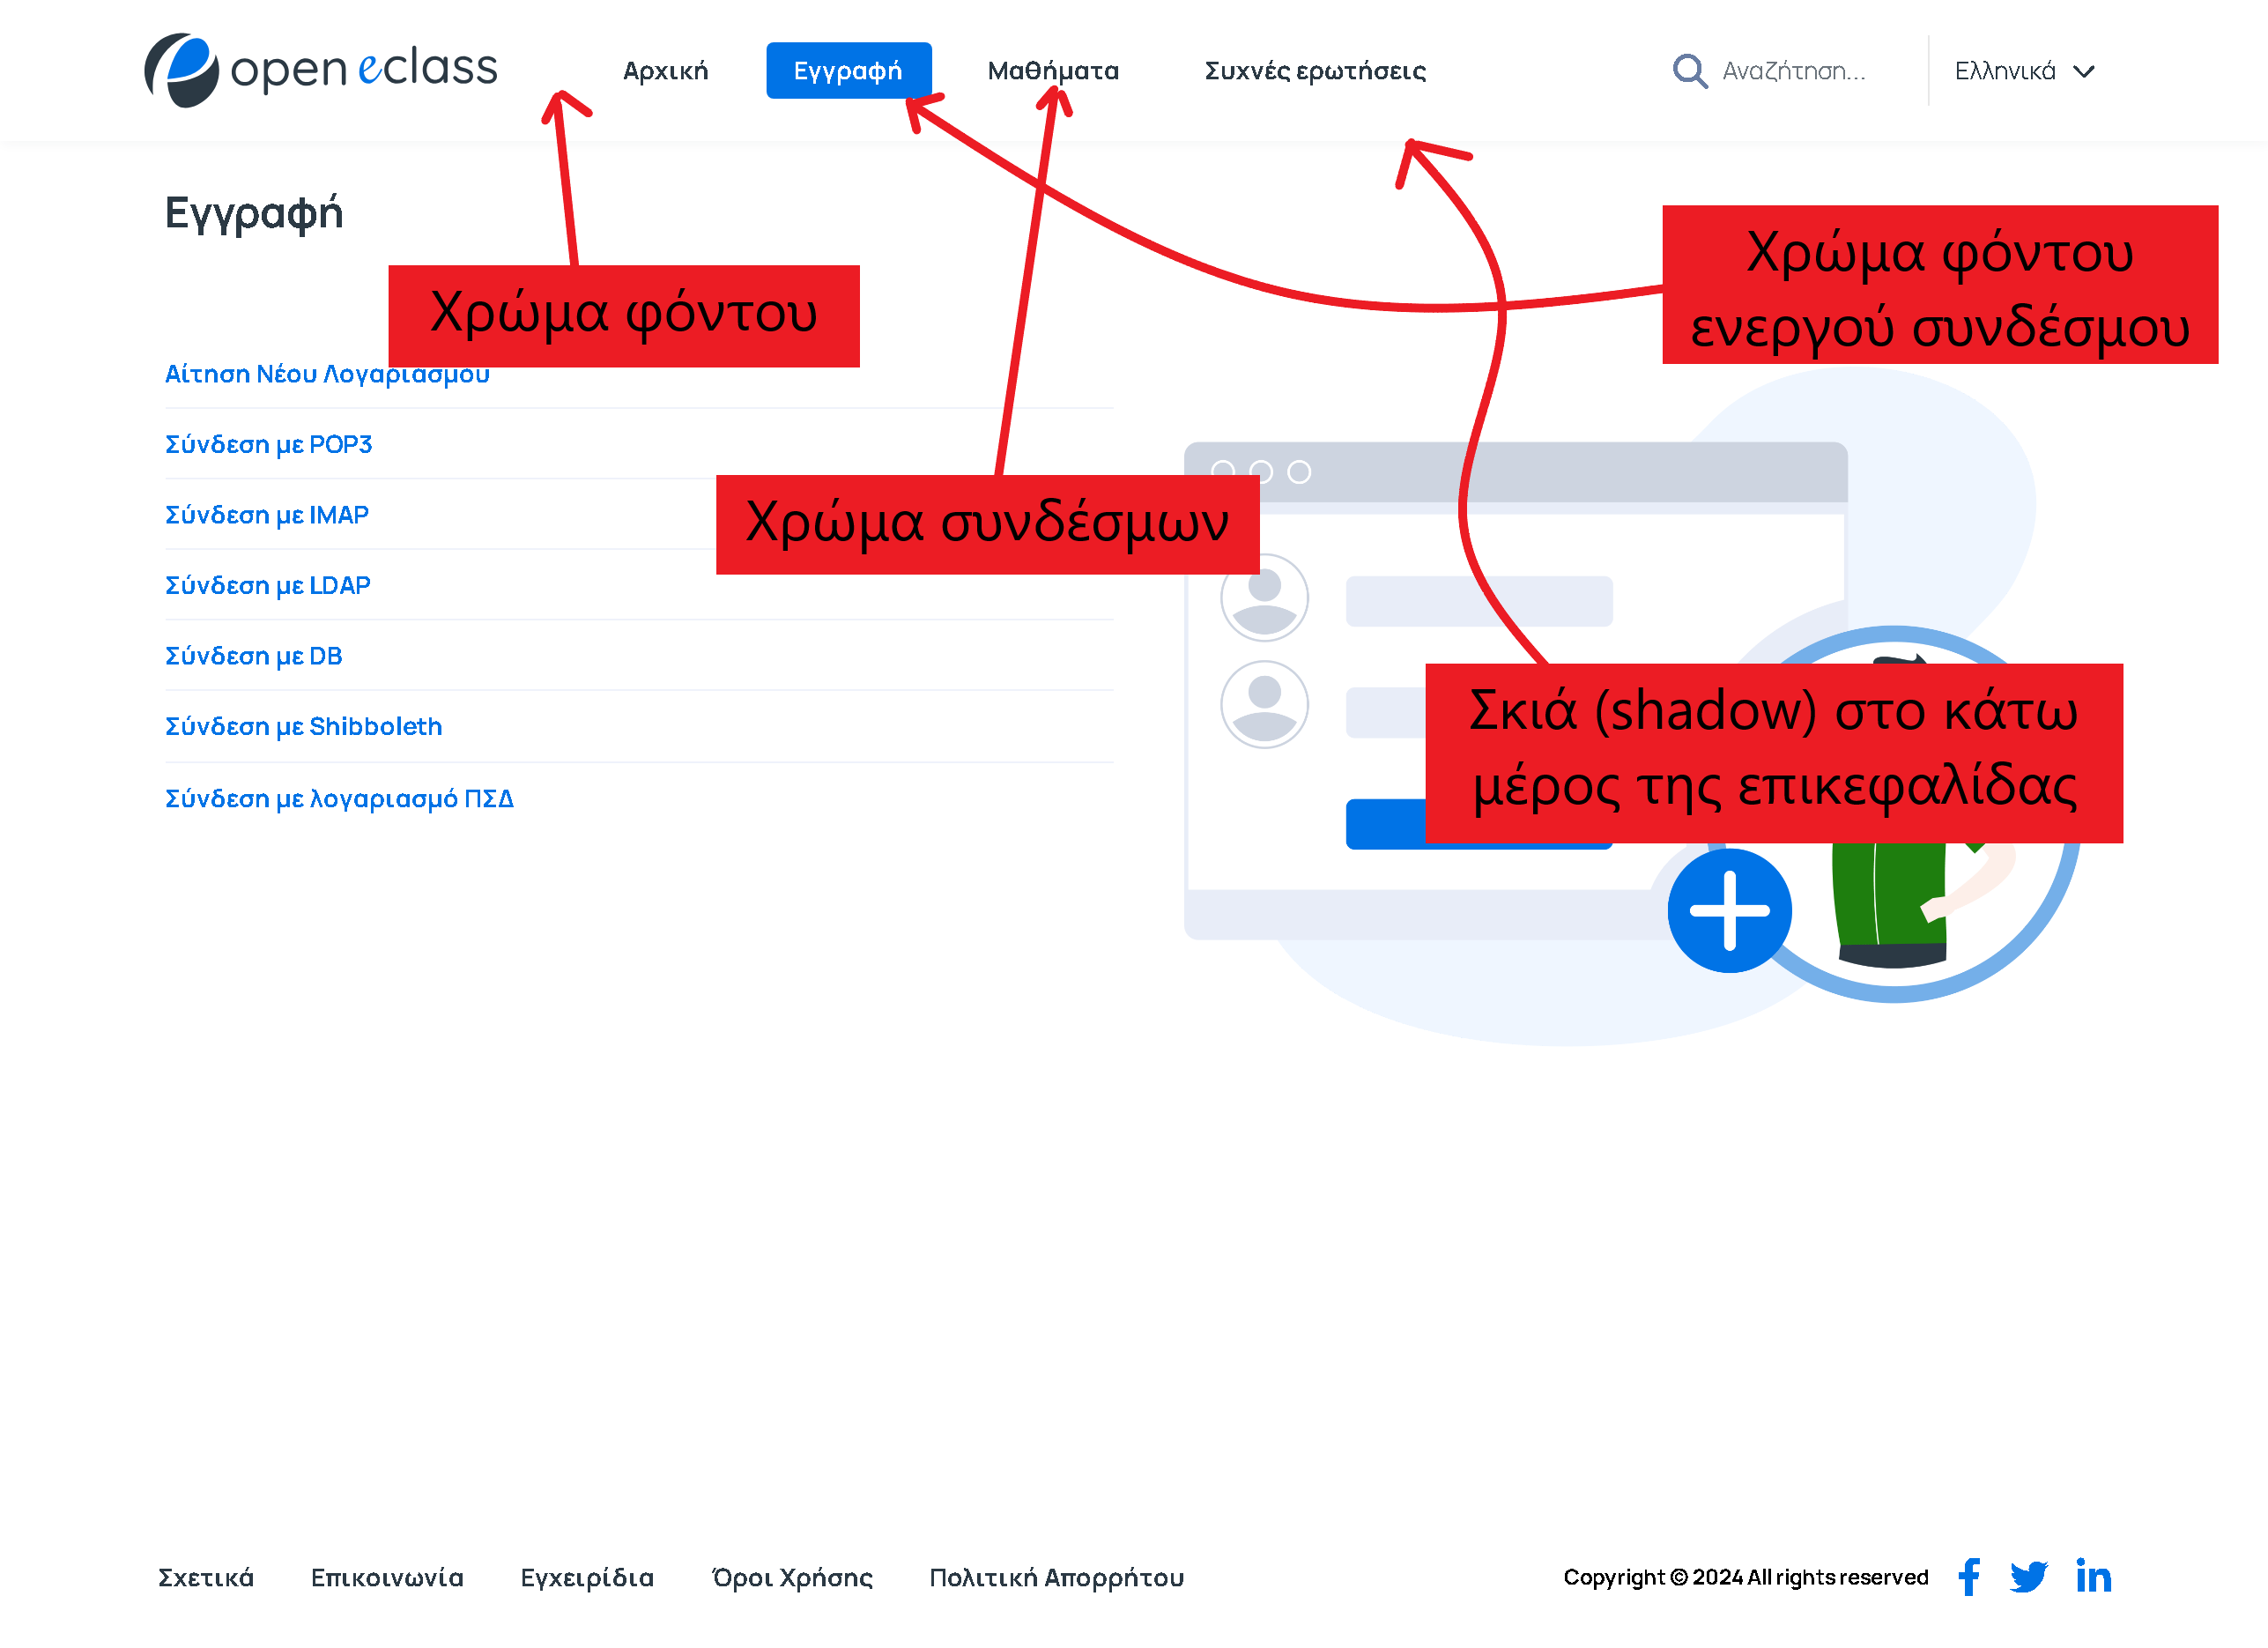 open eclass
Αρχική
Εγγραφή
Μαθήματα
Συχνές ερωτήσεις
Αναζήτηση...
Ελληνικά
Εγγραφή
Χρώμα φόντου
Χρώμα φόντου
ενεργού συνδέσμου
Αίτηση Νέου Λογαριασμού
Σύνδεση με POP3
Σύνδεση με IMAP
Χρώμα συνδέσμων
Σύνδεση με LDAP
Σύνδεση με DB
Σύνδεση με Shibboleth
Σύνδεση με λογαριασμό ΠΣΔ
Σκιά (shadow) στο κάτω
μέρος της επικεφαλίδας
Σχετικά
Επικοινωνία
Εγχειρίδια
Όροι Χρήσης
Πολιτική Απορρήτου
Copyright © 2024 All rights reserved